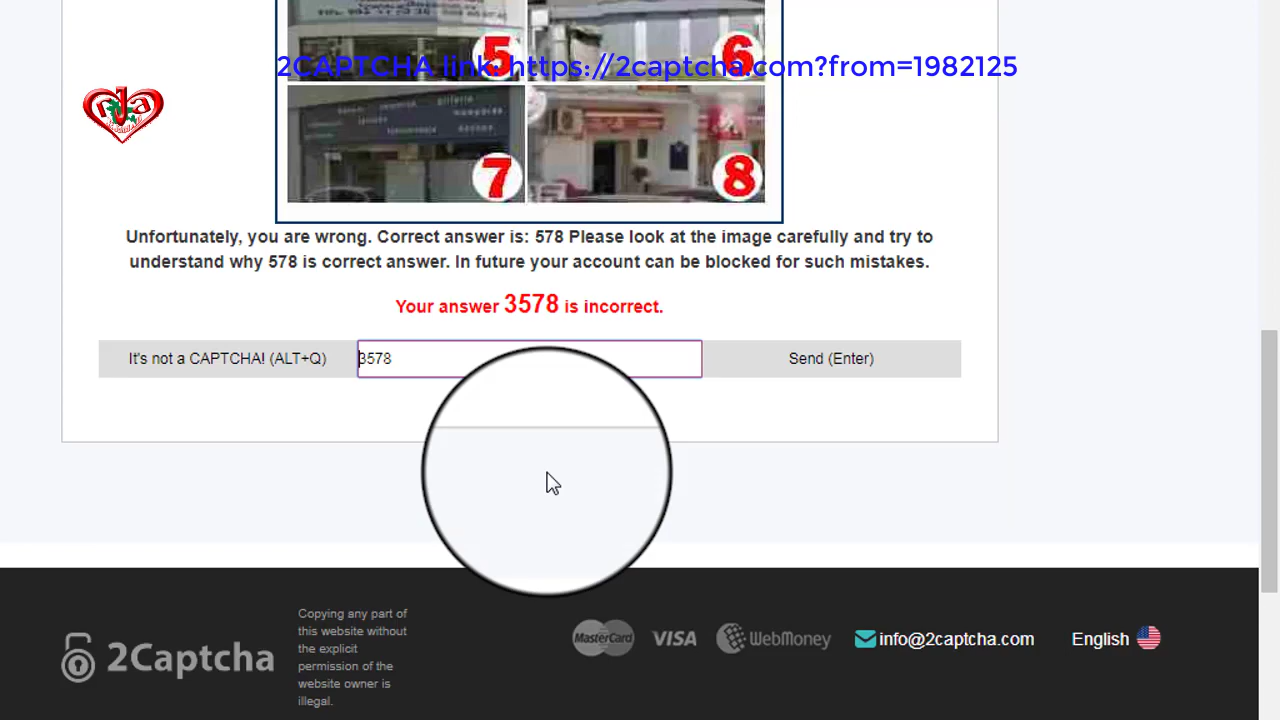 5
6
2CAPTCHA link: https://2captcha.com?from=1982125
7
8
Unfortunately, you are wrong. Correct answer is: 578 Please look at the image carefully and try to
understand why 578 is correct answer. In future your account can be blocked for such mistakes.
Your answer 3578 is incorrect.
It's not a CAPTCHA! (ALT+Q)
3578
Send (Enter)
2Captcha
Copying any part of
this website without
the explicit
permission of the
website owner is
illegal.
MasterCard
VISA
WebMoney
info@2captcha.com
English